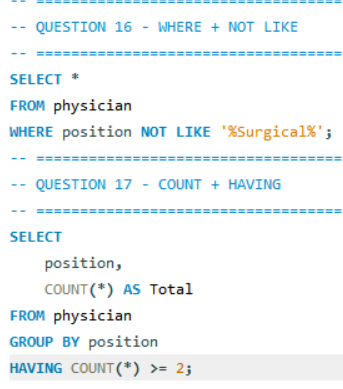 -- ==================================
-- QUESTION 16 - WHERE + NOT LIKE
-- ==================================
SELECT *
FROM physician
WHERE position NOT LIKE '%Surgical%';
-- ==================================
-- QUESTION 17 - COUNT + HAVING
-- ==================================
SELECT
    position,
    COUNT(*) AS Total
FROM physician
GROUP BY position
HAVING COUNT(*) >= 2;